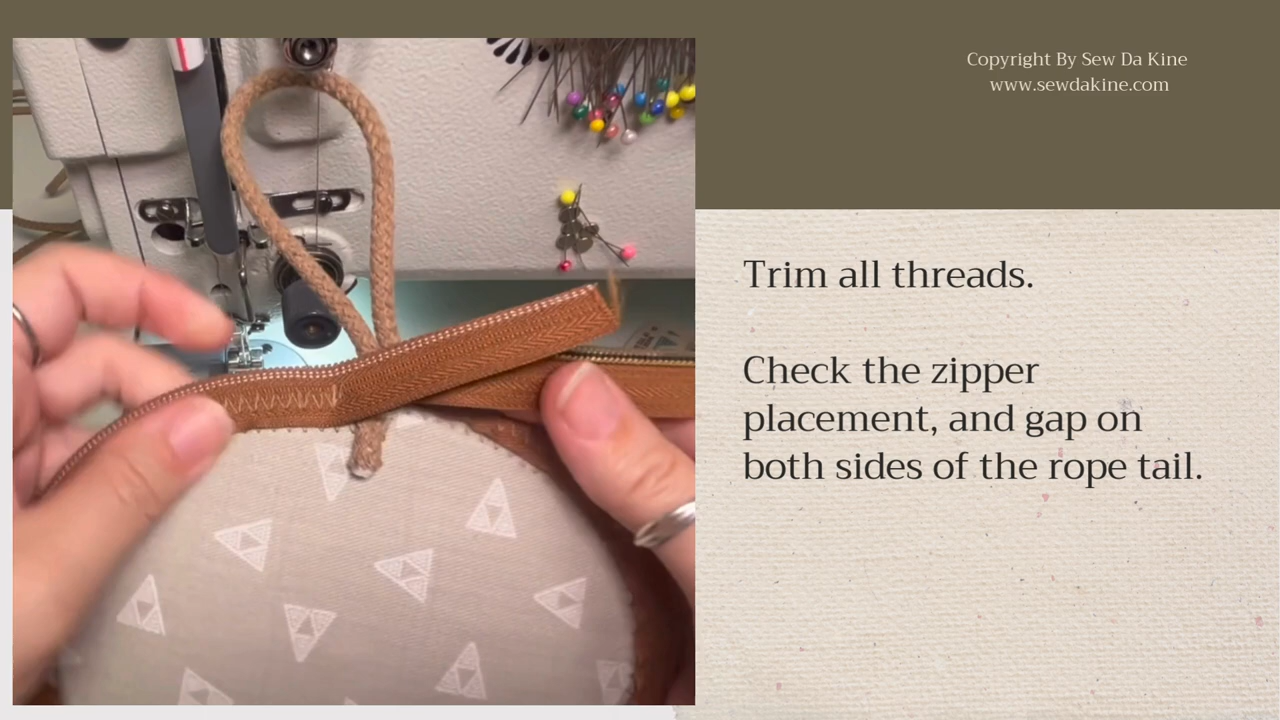 Copyright By Sew Da Kine
www.sewdakine.com
Trim all threads.
Check the zipper
placement, and gap on
both sides of the rope tail.